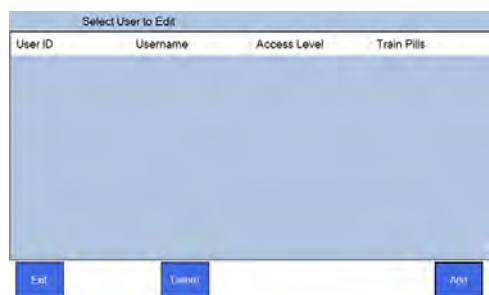 Select User to Edit
User ID Username Access Level Train Pills
Exit
Add